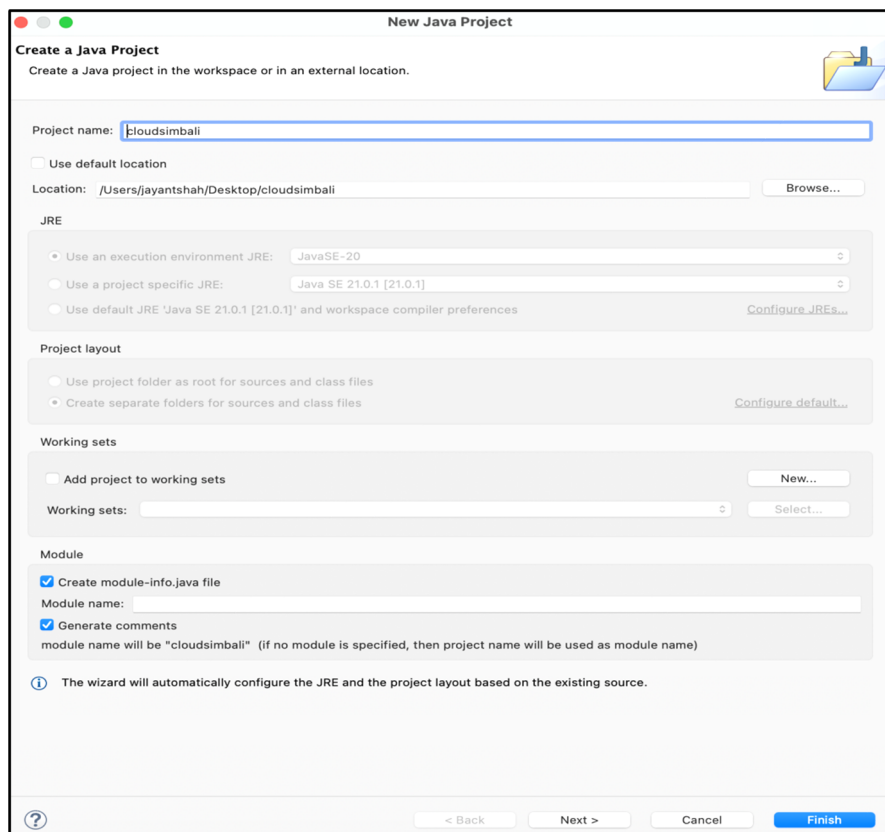 New Java Project
Create a Java Project
Create a Java project in the workspace or in an external location.
Project name: cloudsimbali
Use default location
Location: /Users/jayantshah/Desktop/cloudsimbali Browse...
JRE
Use an execution environment JRE: JavaSE-20
Use a project specific JRE: Java SE 21.0.1 [21.0.1]
Use default JRE 'Java SE 21.0.1 [21.0.1]' and workspace compiler preferences Configure JREs...
Project layout
Use project folder as root for sources and class files
Create separate folders for sources and class files Configure default...
Working sets
Add project to working sets New...
Working sets: Select...
Module
Create module-info.java file
Module name:
Generate comments
module name will be "cloudsimbali" (if no module is specified, then project name will be used as module name)
The wizard will automatically configure the JRE and the project layout based on the existing source.
? < Back Next > Cancel Finish